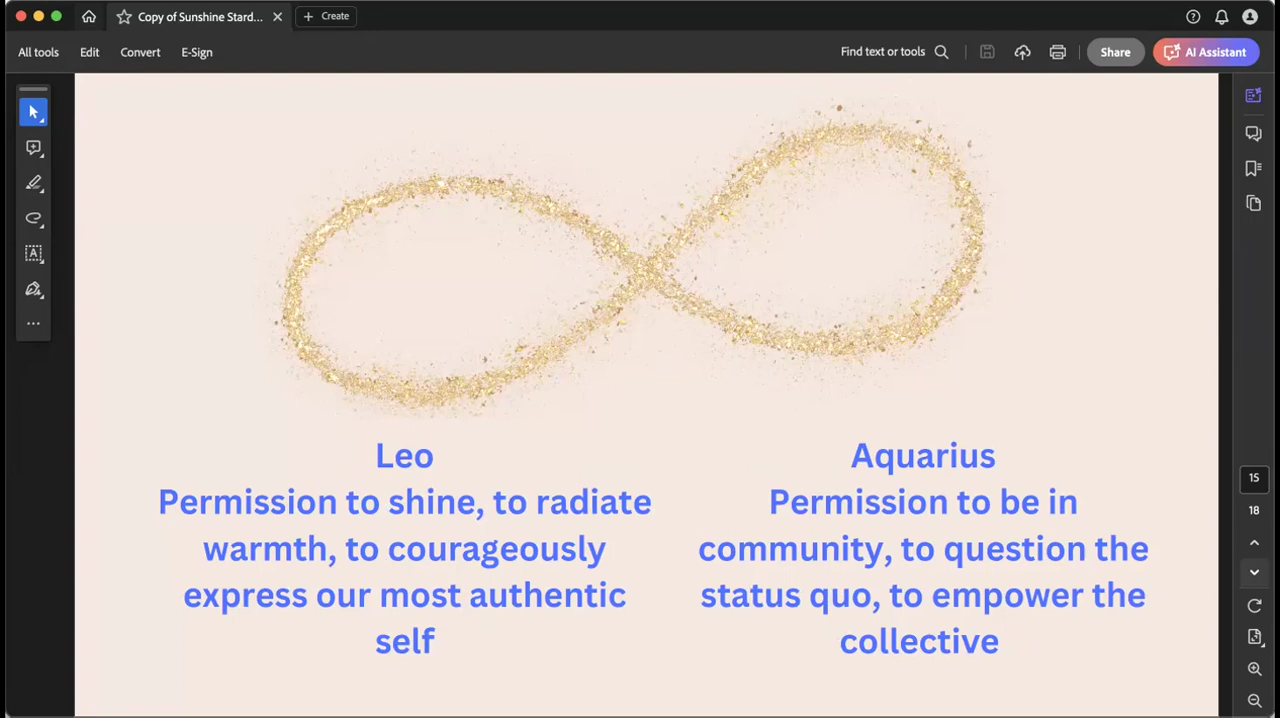 Copy of Sunshine Stard...
Create
All tools
Edit
Convert
E-Sign
Find text or tools
Share
AI Assistant
Leo
Permission to shine, to radiate
warmth, to courageously
express our most authentic
self
Aquarius
Permission to be in
community, to question the
status quo, to empower the
collective
15
18